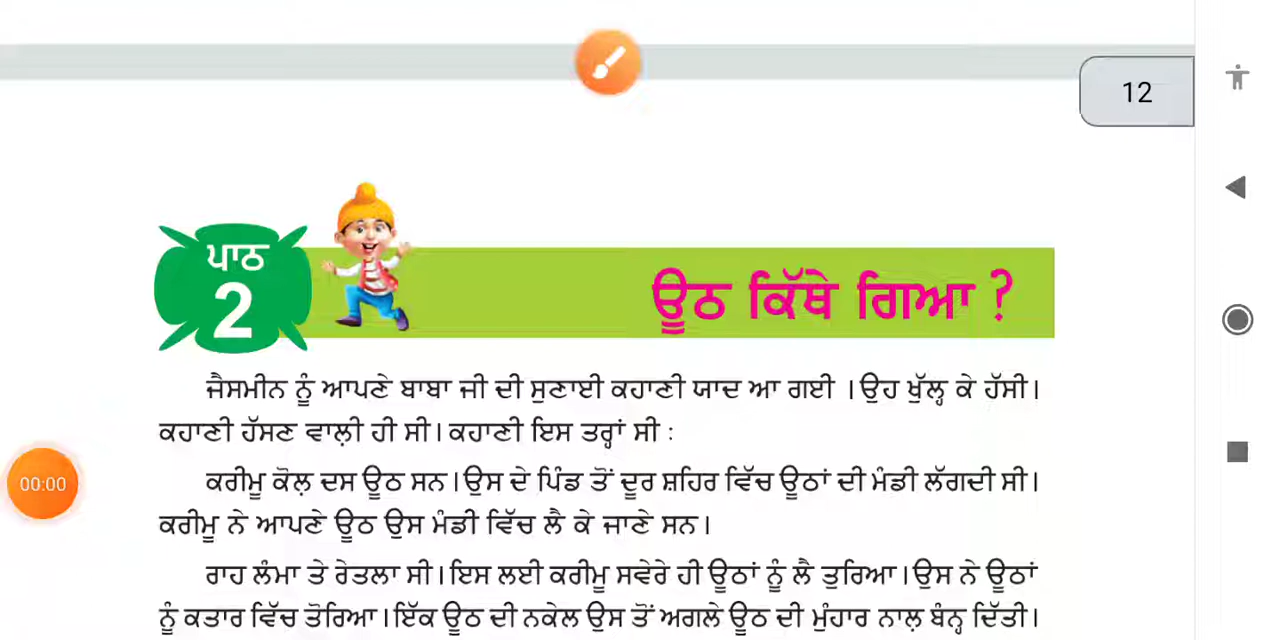 12
ਪਾਠ
2
ਊਠ ਕਿੱਥੇ ਗਿਆ ?
ਜੈਸਮੀਨ ਨੂੰ ਆਪਣੇ ਬਾਬਾ ਜੀ ਦੀ ਸੁਣਾਈ ਕਹਾਣੀ ਯਾਦ ਆ ਗਈ । ਉਹ ਖੁੱਲ੍ਹ ਕੇ ਹੱਸੀ।
ਕਹਾਣੀ ਹੱਸਣ ਵਾਲ਼ੀ ਹੀ ਸੀ। ਕਹਾਣੀ ਇਸ ਤਰ੍ਹਾਂ ਸੀ :
ਕਰੀਮੂ ਕੋਲ਼ ਦਸ ਊਠ ਸਨ। ਉਸ ਦੇ ਪਿੰਡ ਤੋਂ ਦੂਰ ਸ਼ਹਿਰ ਵਿੱਚ ਊਠਾਂ ਦੀ ਮੰਡੀ ਲੱਗਦੀ ਸੀ।
ਕਰੀਮੂ ਨੇ ਆਪਣੇ ਊਠ ਉਸ ਮੰਡੀ ਵਿੱਚ ਲੈ ਕੇ ਜਾਣੇ ਸਨ।
ਰਾਹ ਲੰਮਾ ਤੇ ਰੇਤਲਾ ਸੀ। ਇਸ ਲਈ ਕਰੀਮੂ ਸਵੇਰੇ ਹੀ ਊਠਾਂ ਨੂੰ ਲੈ ਤੁਰਿਆ। ਉਸ ਨੇ ਊਠਾਂ
ਨੂੰ ਕਤਾਰ ਵਿੱਚ ਤੋਰਿਆ। ਇੱਕ ਊਠ ਦੀ ਨਕੇਲ ਉਸ ਤੋਂ ਅਗਲੇ ਊਠ ਦੀ ਮੁੰਹਾਰ ਨਾਲ਼ ਬੰਨ੍ਹ ਦਿੱਤੀ।
00:00